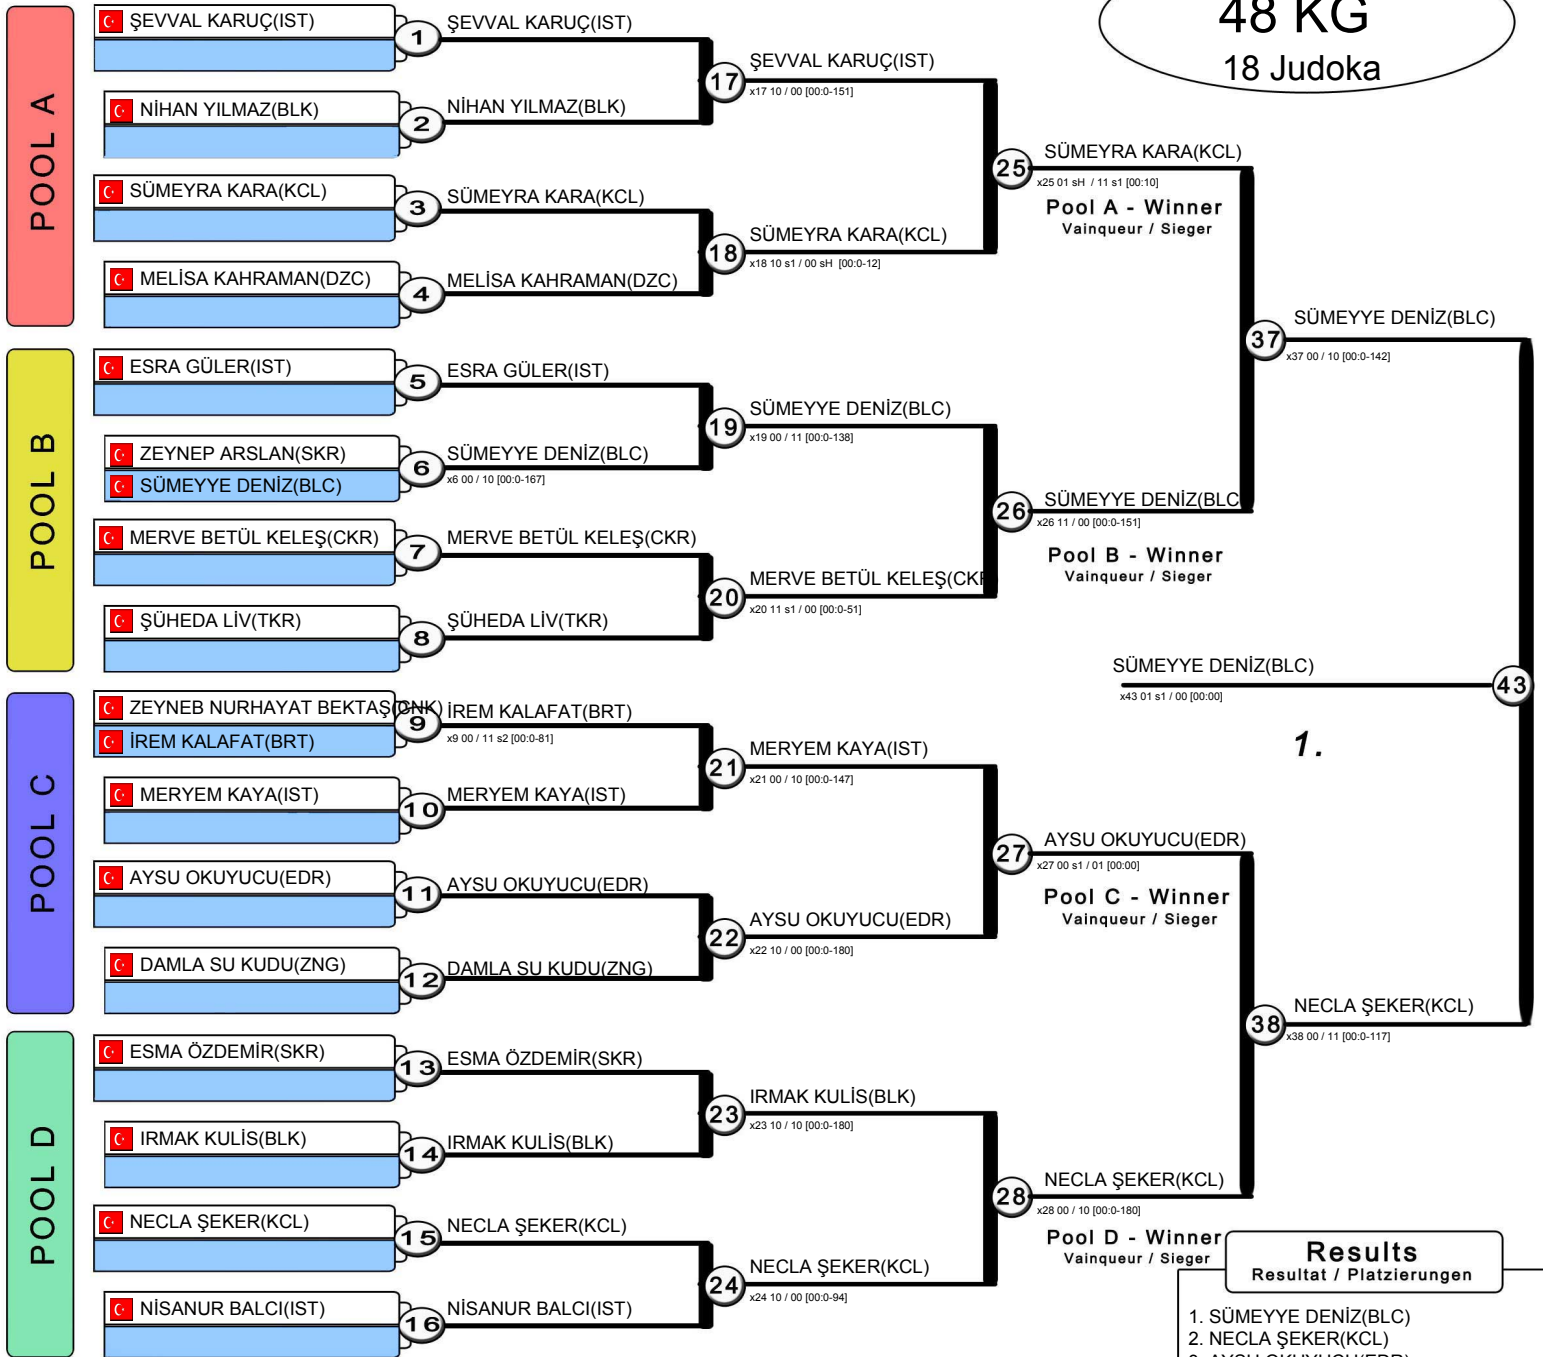 48 KG
18 Judoka
POOL A
ŞEVVAL KARUÇ(IST)
1
ŞEVVAL KARUÇ(IST)
NİHAN YILMAZ(BLK)
2
NİHAN YILMAZ(BLK)
17
ŞEVVAL KARUÇ(IST)
x17 10 / 00 [00:0-151]
SÜMEYRA KARA(KCL)
3
SÜMEYRA KARA(KCL)
MELİSA KAHRAMAN(DZC)
4
MELİSA KAHRAMAN(DZC)
18
SÜMEYRA KARA(KCL)
x18 10 s1 / 00 sH [00:0-12]
25
SÜMEYRA KARA(KCL)
x25 01 sH / 11 s1 [00:10]
Pool A - Winner
Vainqueur / Sieger
POOL B
ESRA GÜLER(IST)
5
ESRA GÜLER(IST)
ZEYNEP ARSLAN(SKR)
SÜMEYYE DENİZ(BLC)
6
SÜMEYYE DENİZ(BLC)
x6 00 / 10 [00:0-167]
19
SÜMEYYE DENİZ(BLC)
x19 00 / 11 [00:0-138]
MERVE BETÜL KELEŞ(CKR)
7
MERVE BETÜL KELEŞ(CKR)
ŞÜHEDA LİV(TKR)
8
ŞÜHEDA LİV(TKR)
20
MERVE BETÜL KELEŞ(CKR
x20 11 s1 / 00 [00:0-51]
26
SÜMEYYE DENİZ(BLC
x26 11 / 00 [00:0-151]
Pool B - Winner
Vainqueur / Sieger
37
SÜMEYYE DENİZ(BLC)
x37 00 / 10 [00:0-142]
SÜMEYYE DENİZ(BLC)
x43 01 s1 / 00 [00:00]
43
1.
POOL C
ZEYNEB NURHAYAT BEKTAŞ(CNK)
İREM KALAFAT(BRT)
9
İREM KALAFAT(BRT)
x9 00 / 11 s2 [00:0-81]
MERYEM KAYA(IST)
10
MERYEM KAYA(IST)
21
MERYEM KAYA(IST)
x21 00 / 10 [00:0-147]
AYSU OKUYUCU(EDR)
11
AYSU OKUYUCU(EDR)
DAMLA SU KUDU(ZNG)
12
DAMLA SU KUDU(ZNG)
22
AYSU OKUYUCU(EDR)
x22 10 / 00 [00:0-180]
27
AYSU OKUYUCU(EDR)
x27 00 s1 / 01 [00:00]
Pool C - Winner
Vainqueur / Sieger
POOL D
ESMA ÖZDEMİR(SKR)
13
ESMA ÖZDEMİR(SKR)
IRMAK KULİS(BLK)
14
IRMAK KULİS(BLK)
23
IRMAK KULİS(BLK)
x23 10 / 10 [00:0-180]
NECLA ŞEKER(KCL)
15
NECLA ŞEKER(KCL)
NİSANUR BALCI(IST)
16
NİSANUR BALCI(IST)
24
NECLA ŞEKER(KCL)
x24 10 / 00 [00:0-94]
28
NECLA ŞEKER(KCL)
x28 00 / 10 [00:0-180]
Pool D - Winner
Vainqueur / Sieger
38
NECLA ŞEKER(KCL)
x38 00 / 11 [00:0-117]
Results
Resultat / Platzierungen
1. SÜMEYYE DENİZ(BLC)
2. NECLA ŞEKER(KCL)